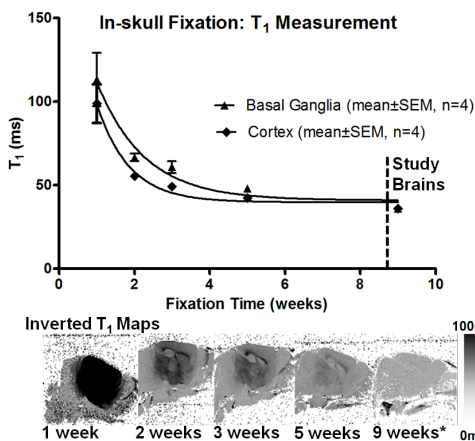 In-skull Fixation: T₁ Measurement
150
100
50
0
T₁ (ms)
Basal Ganglia (mean±SEM, n=4)
Cortex (mean±SEM, n=4)
Study
Brains
0 2 4 6 8 10
Fixation Time (weeks)
Inverted T₁ Maps
100
1 week 2 weeks 3 weeks 5 weeks 9 weeks*